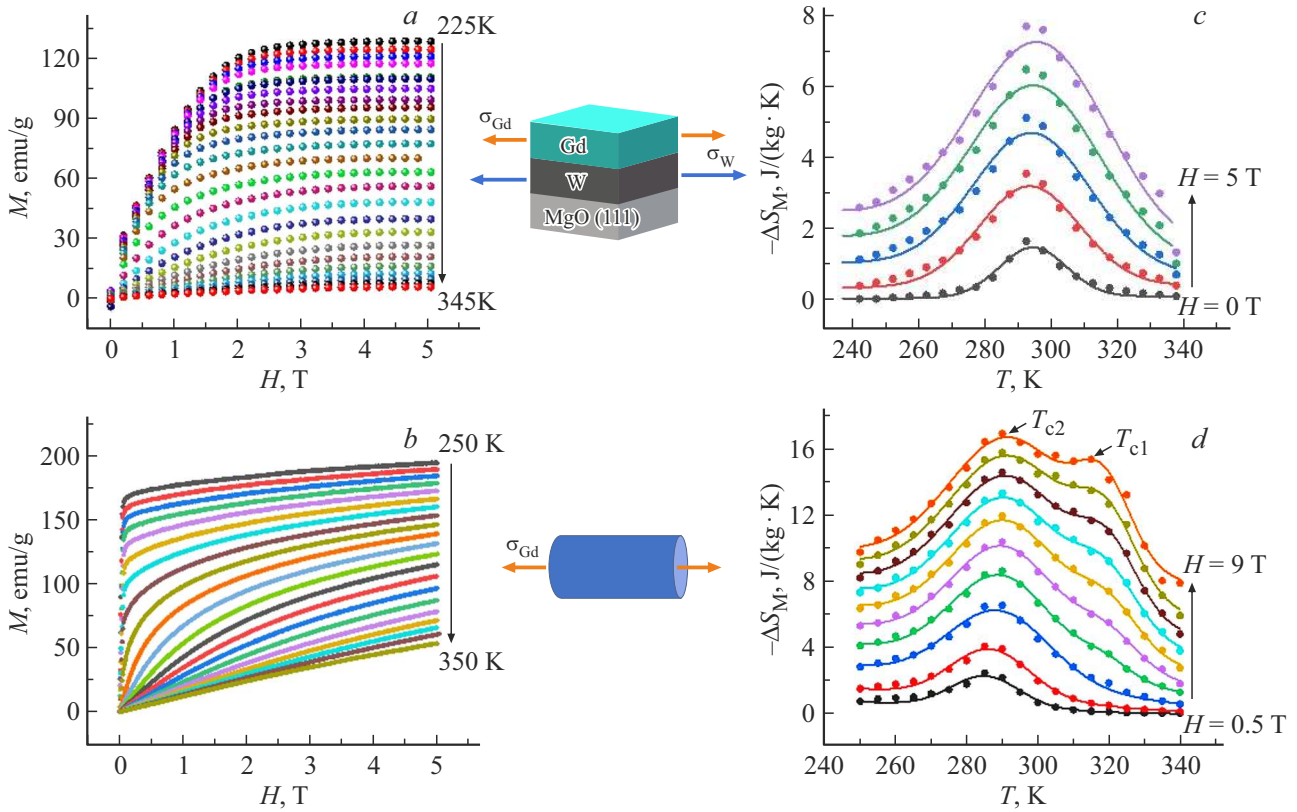 a
225 K
120
90
60
30
0
M, emu/g
345K
0 1 2 3 4 5
H, T
σGd
Gd
σW
W
MgO (111)
c
8
6
4
2
0
–ΔSM, J/(kg · K)
H = 5 T
H = 0 T
240 260 280 300 320 340
T, K
b
250 K
200
150
100
50
0
M, emu/g
350 K
0 1 2 3 4 5
H, T
σGd
d
Tc2
Tc1
16
12
8
4
0
–ΔSM, J/(kg · K)
H = 9 T
H = 0.5 T
240 260 280 300 320 340
T, K